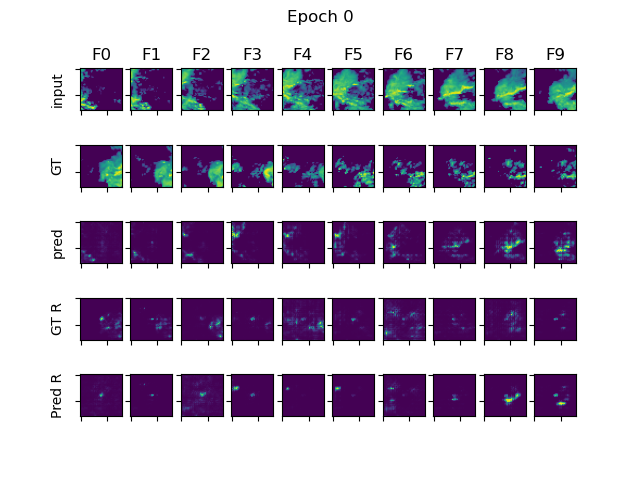 Epoch 0
F0 F1 F2 F3 F4 F5 F6 F7 F8 F9
input
GT
pred
GT R
Pred R